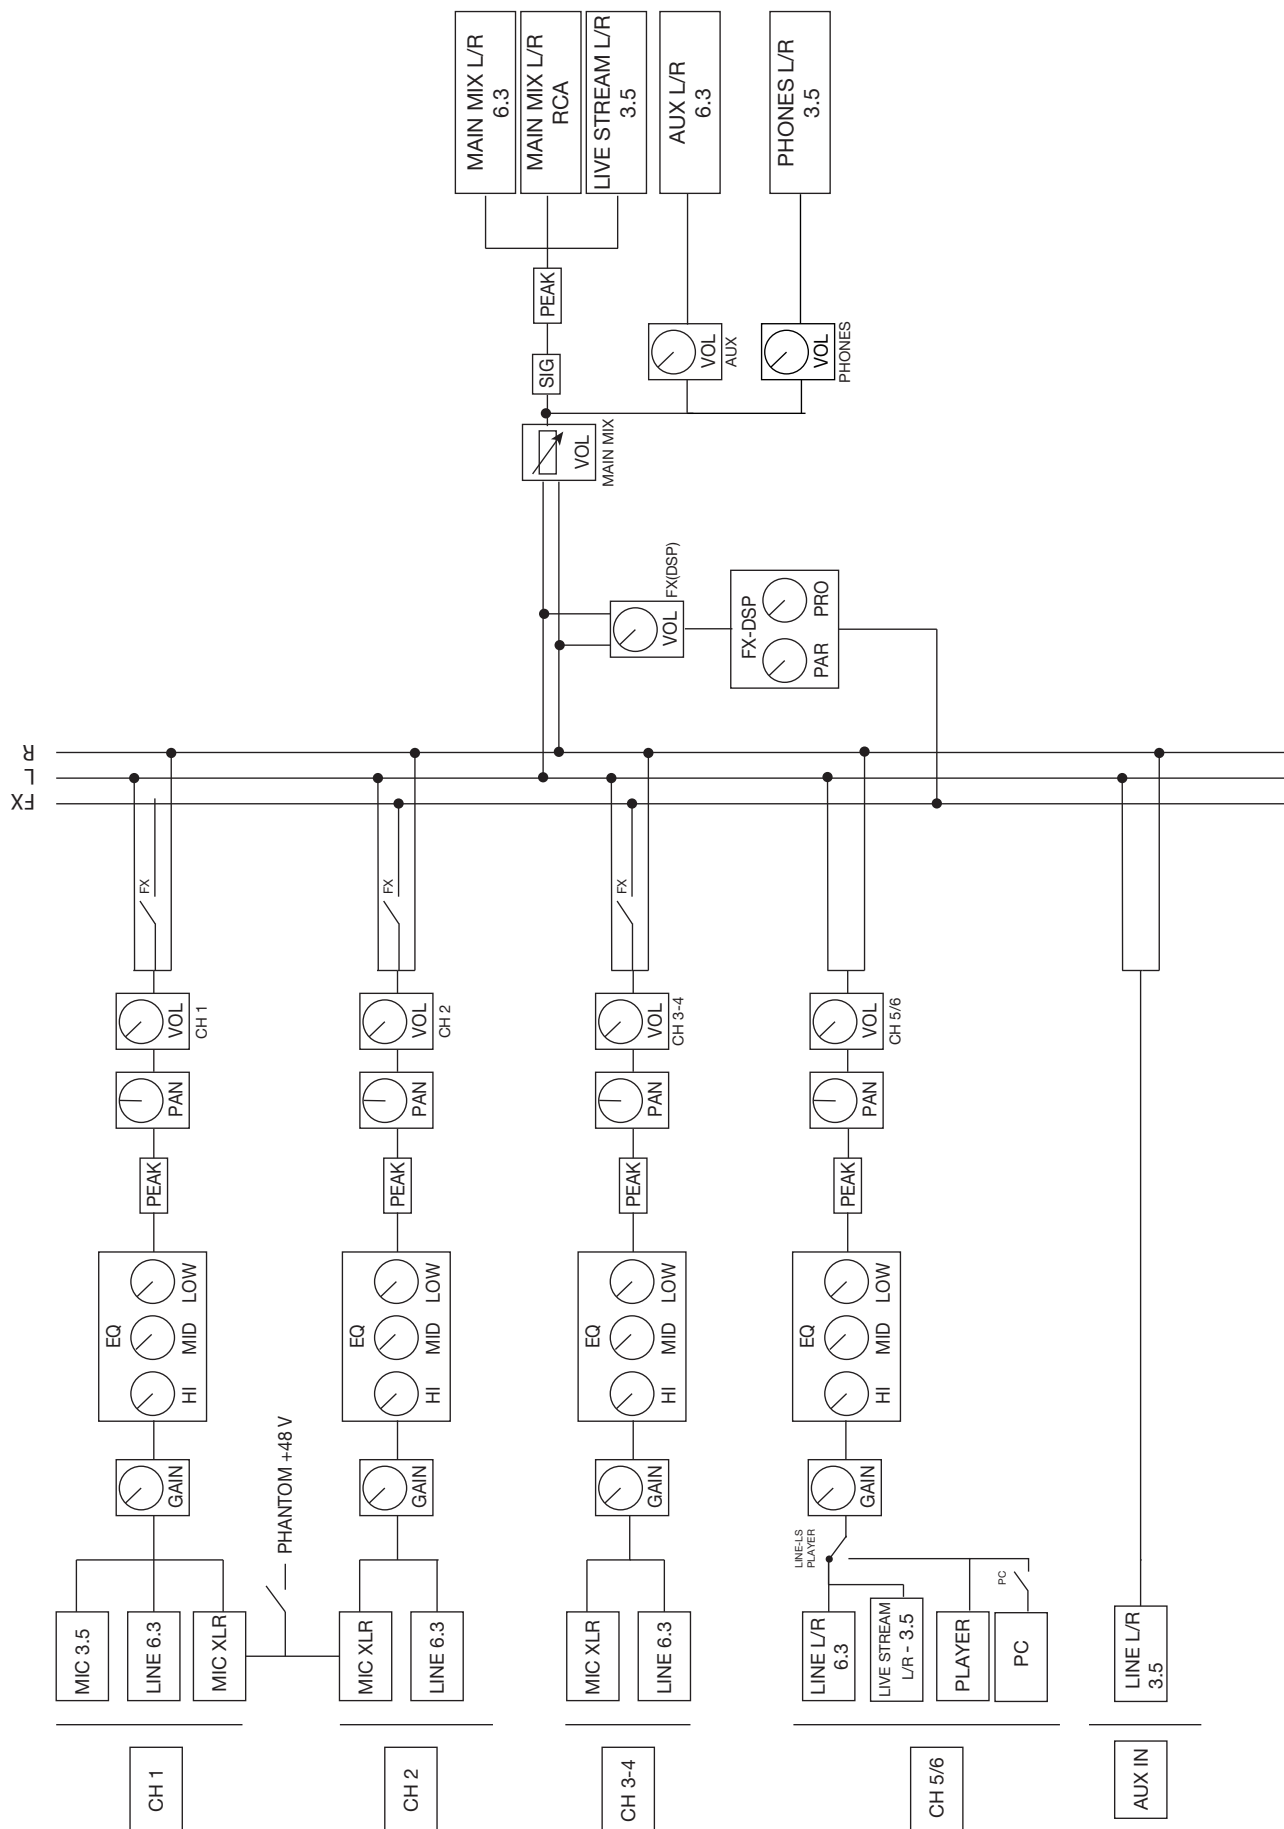 CH 1
MIC 3.5
LINE 6.3
MIC XLR
GAIN
EQ
HI
MID
LOW
PEAK
PAN
VOL
CH 1
FX
PHANTOM +48 V
CH 2
MIC XLR
LINE 6.3
GAIN
EQ
HI
MID
LOW
PEAK
PAN
VOL
CH 2
FX
CH 3-4
MIC XLR
LINE 6.3
GAIN
EQ
HI
MID
LOW
PEAK
PAN
VOL
CH 3-4
FX
CH 5/6
LINE L/R
6.3
LIVE STREAM
L/R - 3.5
PLAYER
PC
PC
LINE-LS
PLAYER
GAIN
EQ
HI
MID
LOW
PEAK
PAN
VOL
CH 5/6
AUX IN
LINE L/R
3.5
FX
L
R
FX-DSP
PAR
PRO
VOL
FX(DSP)
VOL
MAIN MIX
SIG
PEAK
VOL
AUX
VOL
PHONES
MAIN MIX L/R
6.3
MAIN MIX L/R
RCA
LIVE STREAM L/R
3.5
AUX L/R
6.3
PHONES L/R
3.5